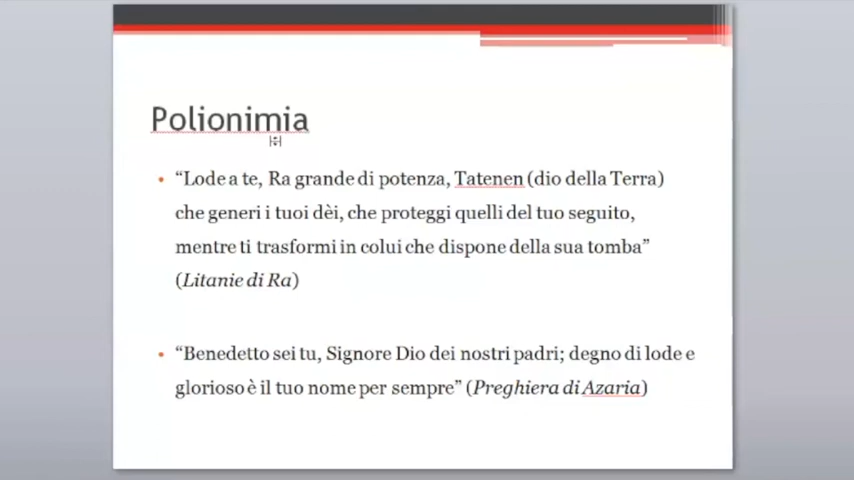 Polionimia
• “Lode a te, Ra grande di potenza, Tatenen (dio della Terra)
che generi i tuoi dèi, che proteggi quelli del tuo seguito,
mentre ti trasformi in colui che dispone della sua tomba”
(Litanie di Ra)
• “Benedetto sei tu, Signore Dio dei nostri padri; degno di lode e
glorioso è il tuo nome per sempre” (Preghiera di Azaria)